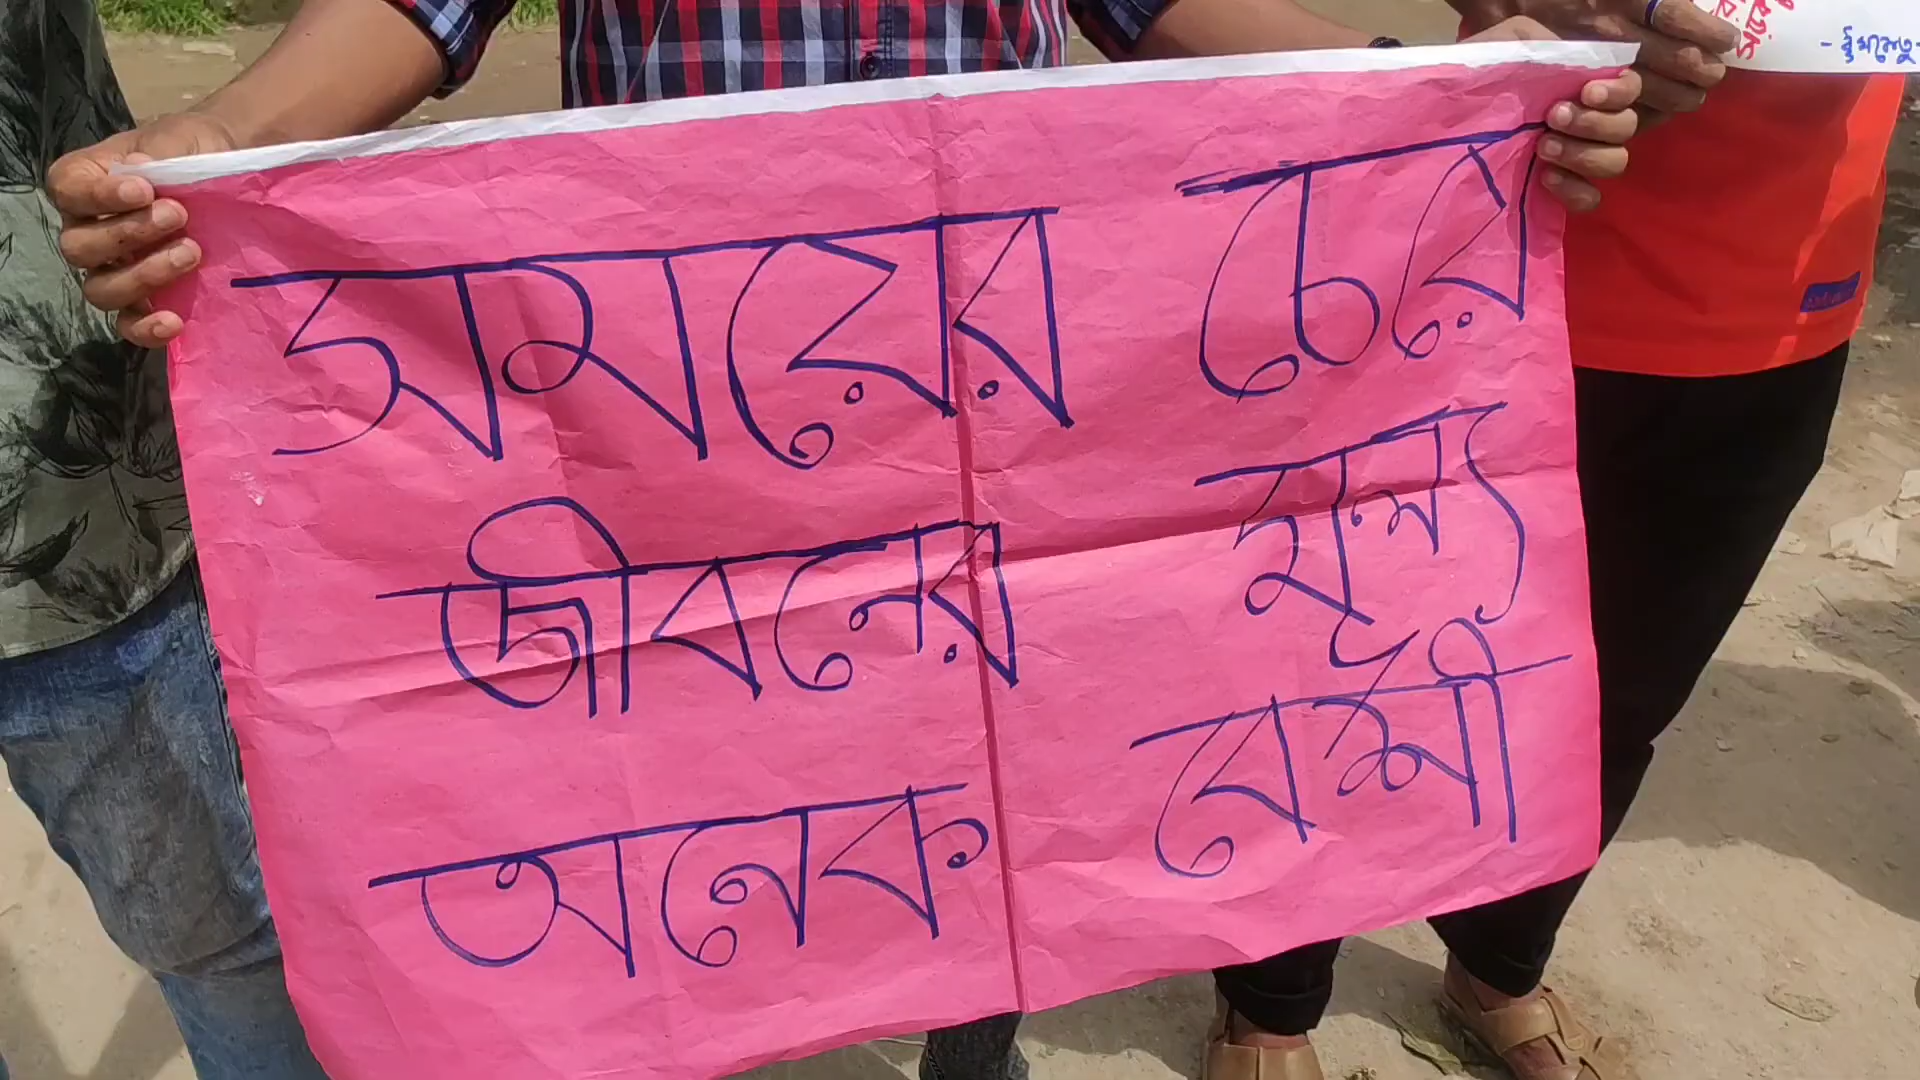 সময়ের চেয়ে
জীবনের মূল্য
অনেক বেশী